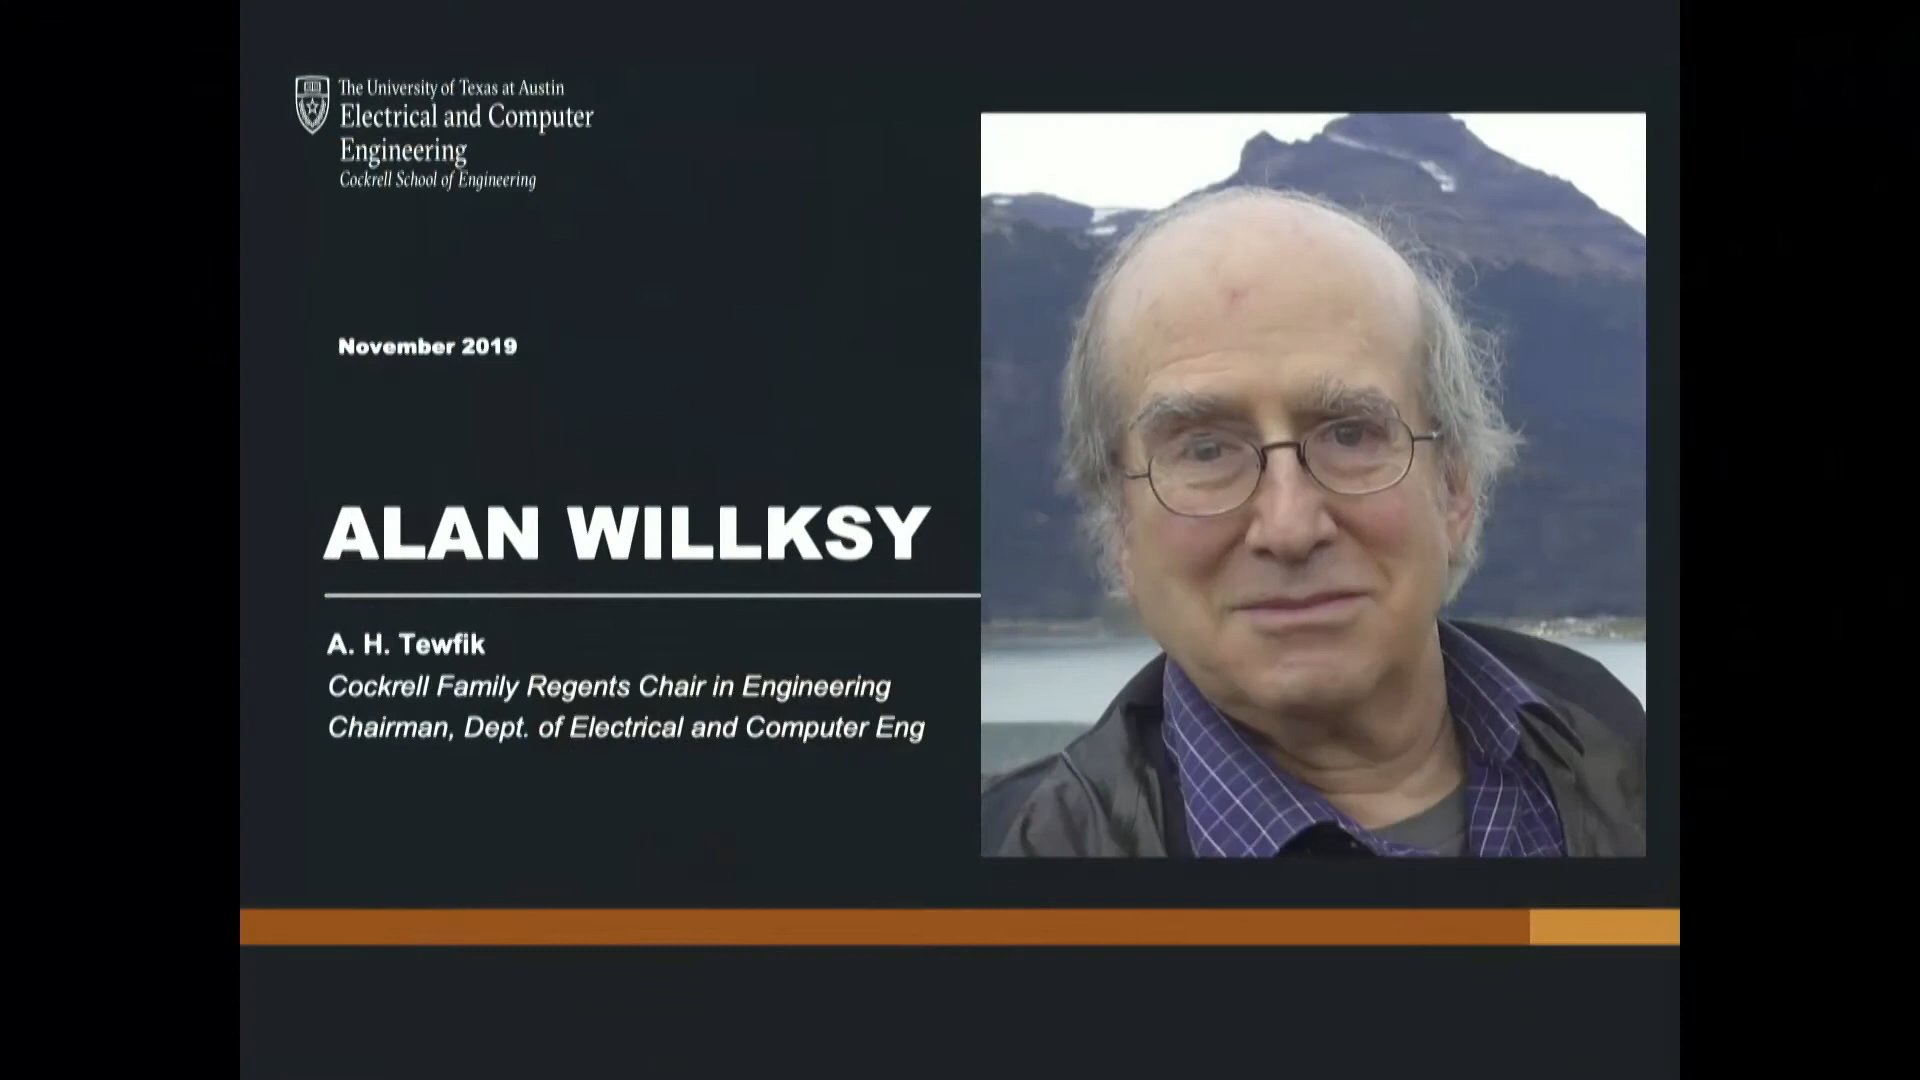 The University of Texas at Austin
Electrical and Computer
Engineering
Cockrell School of Engineering
November 2019
ALAN WILLKSY
A. H. Tewfik
Cockrell Family Regents Chair in Engineering
Chairman, Dept. of Electrical and Computer Eng